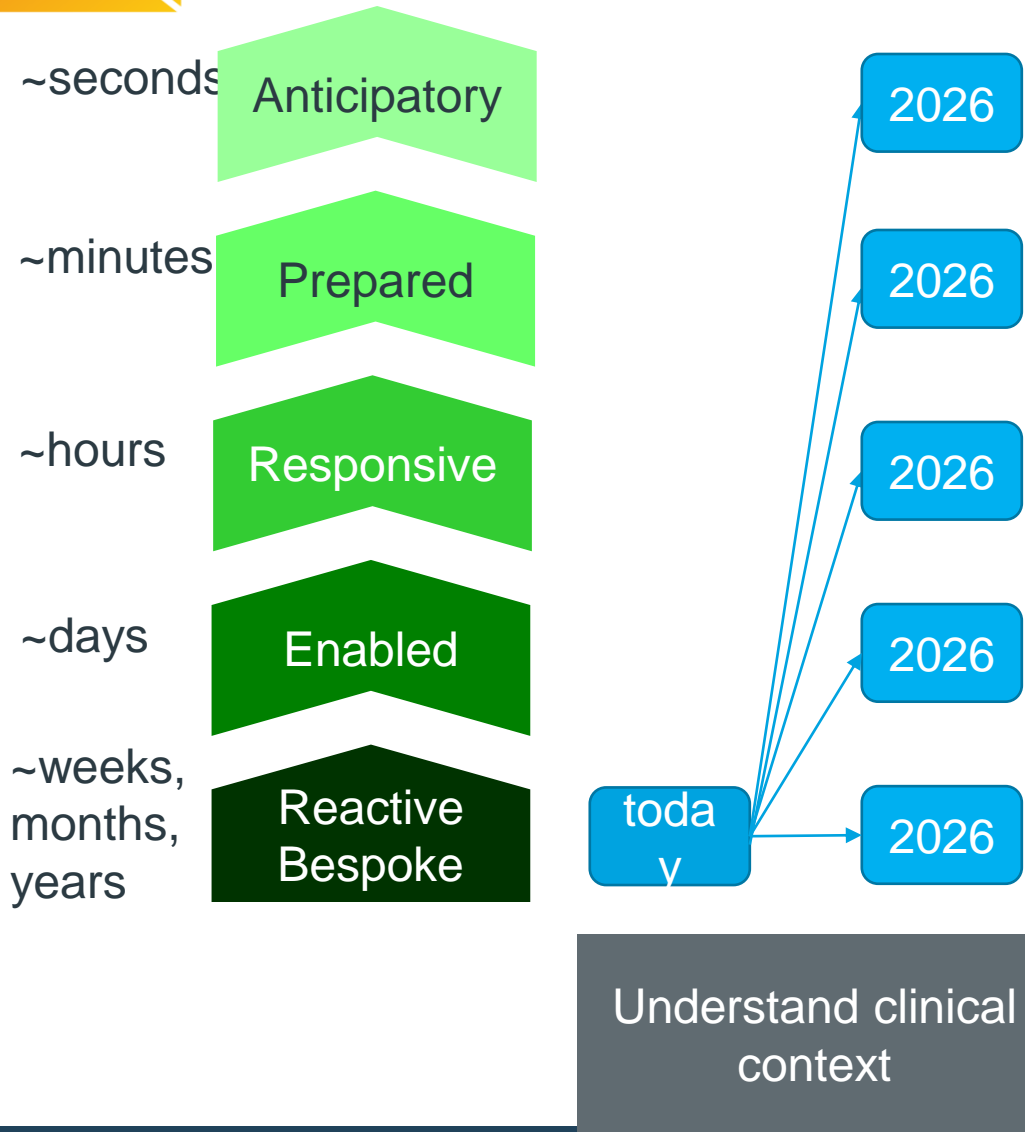 ~seconds
Anticipatory
2026
~minutes
Prepared
2026
~hours
Responsive
2026
~days
Enabled
2026
~weeks,
months,
years
Reactive
Bespoke
toda
y
2026
Understand clinical
context